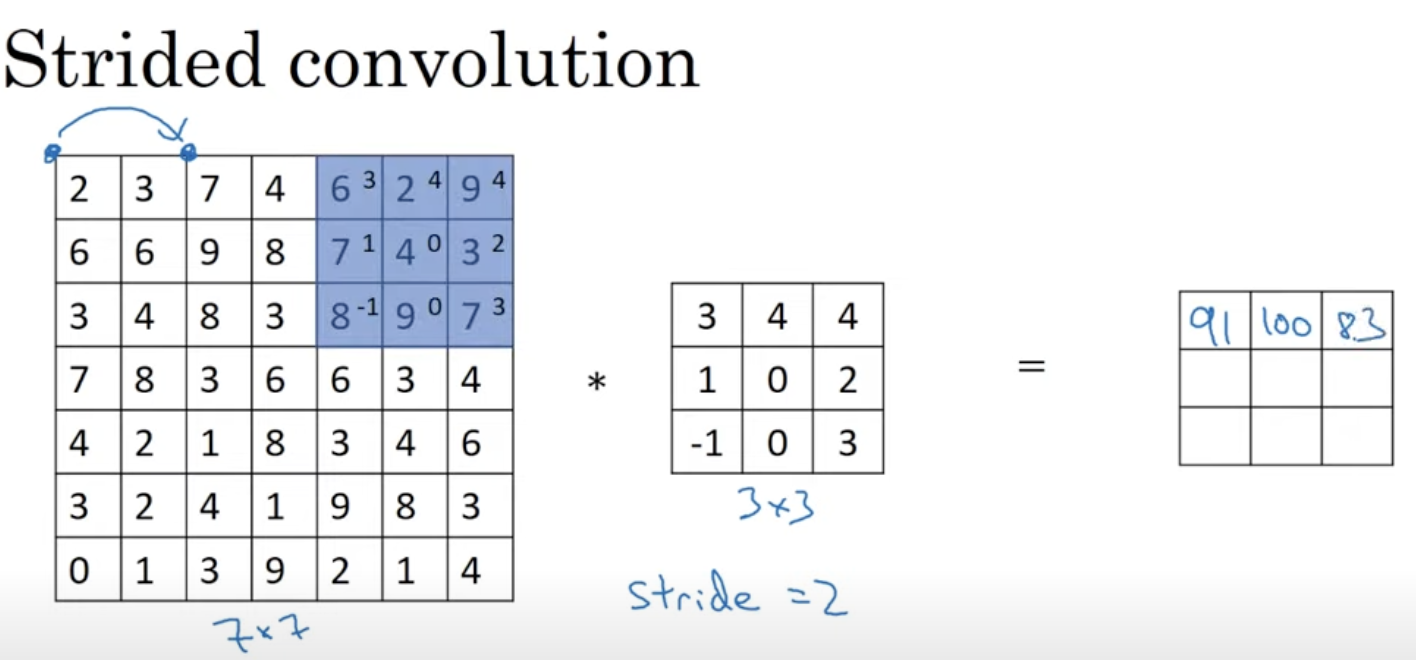 Strided convolution
2 3 7 4 6 3 2 4 9 4
6 6 9 8 7 1 4 0 3 2
3 4 8 3 8 -1 9 0 7 3
7 8 3 6 6 3 4
4 2 1 8 3 4 6
3 2 4 1 9 8 3
0 1 3 9 2 1 4
7×7
*
3 4 4
1 0 2
-1 0 3
3×3
stride = 2
=
91 100 83